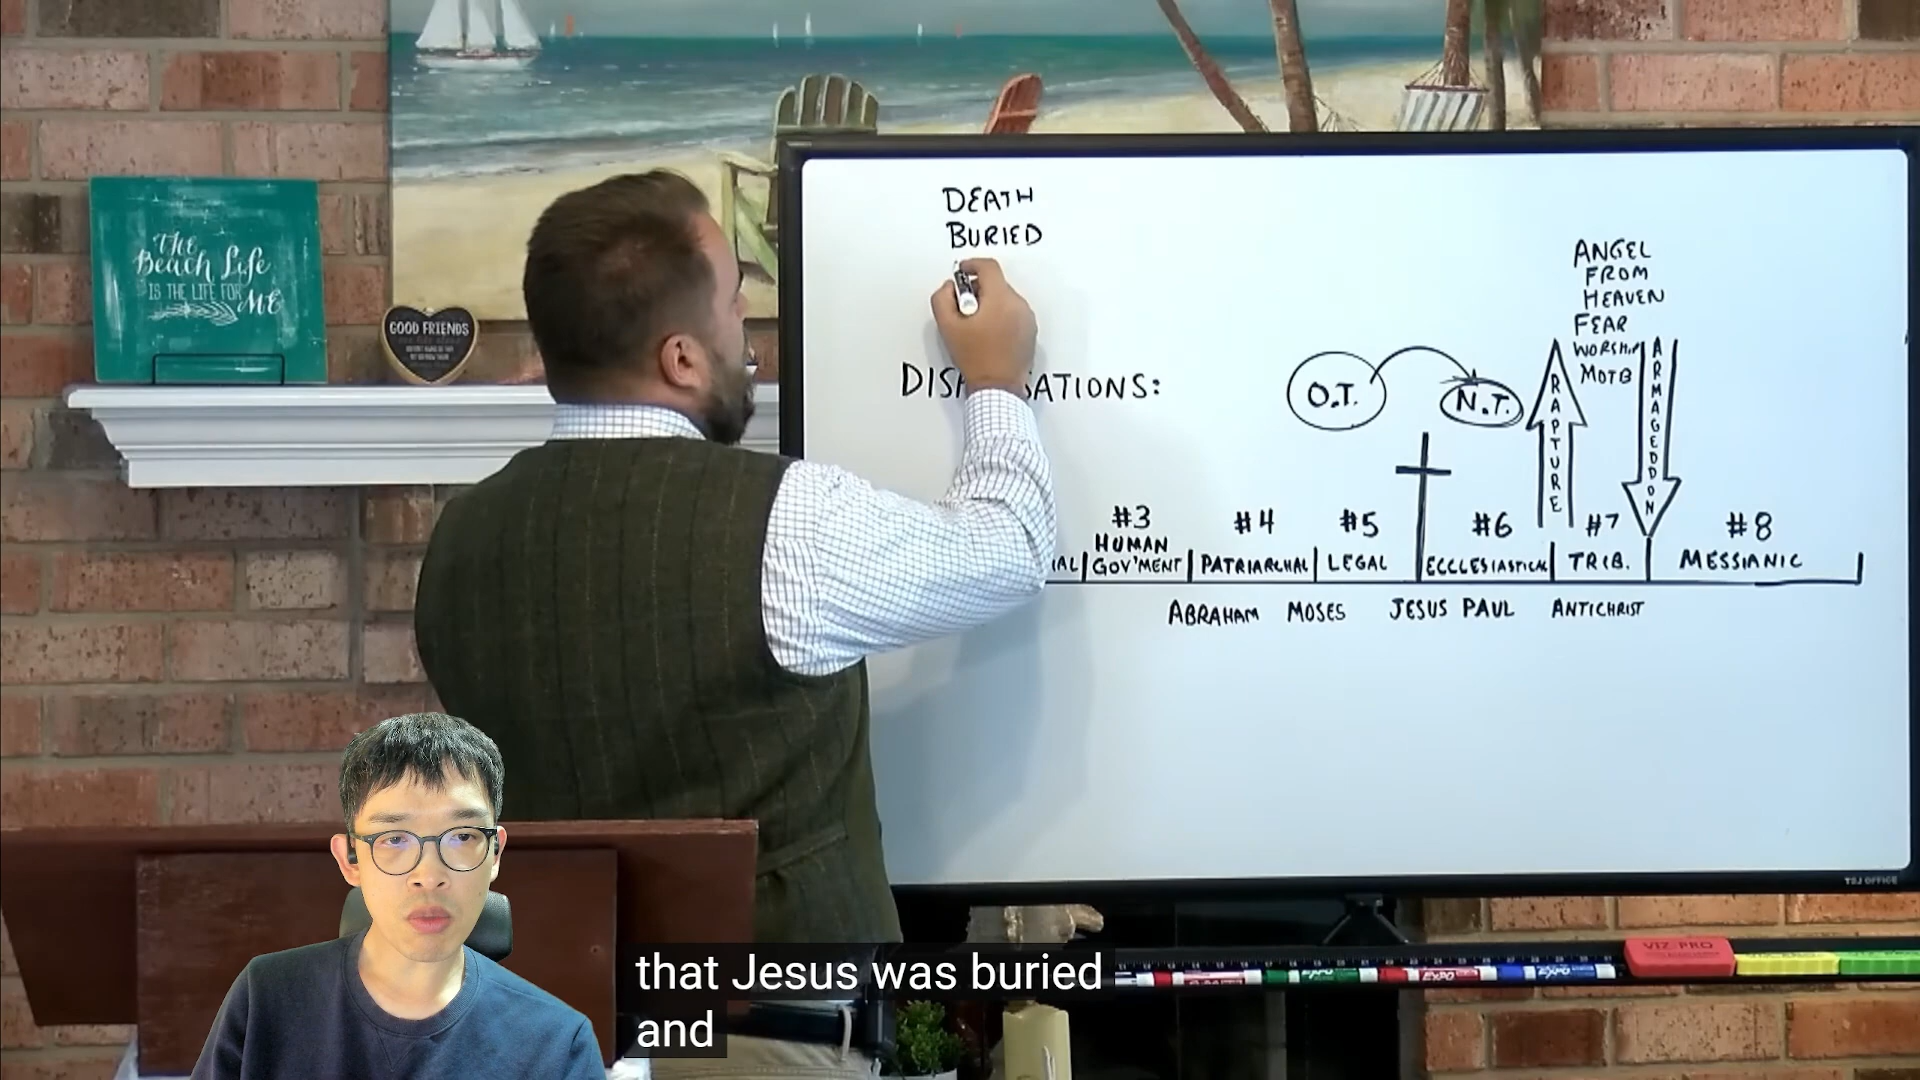 THE
Beach Life
IS THE LIFE FOR
ME
GOOD FRIENDS
DEATH
BURIED
ANGEL
FROM
HEAVEN
FEAR
WORSHIP
MOTB
O.T.
N.T.
RAPTURE
ARMAGEDDON
#3
#4
#5
#6
#7
#8
HUMAN
GOV'MENT
PATRIARCHAL
LEGAL
ECCLESIASTICAL
TRIB.
MESSIANIC
ABRAHAM
MOSES
JESUS
PAUL
ANTICHRIST
VIZ-PRO
EXPO
that Jesus was buried
and